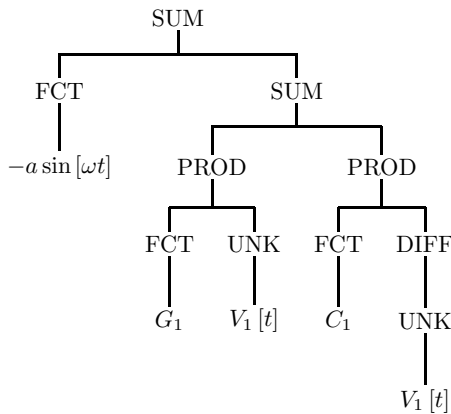 SUM
FCT SUM
−a sin [ωt] PROD PROD
FCT UNK FCT DIFF
G₁ V₁ [t] C₁ UNK
V₁ [t]